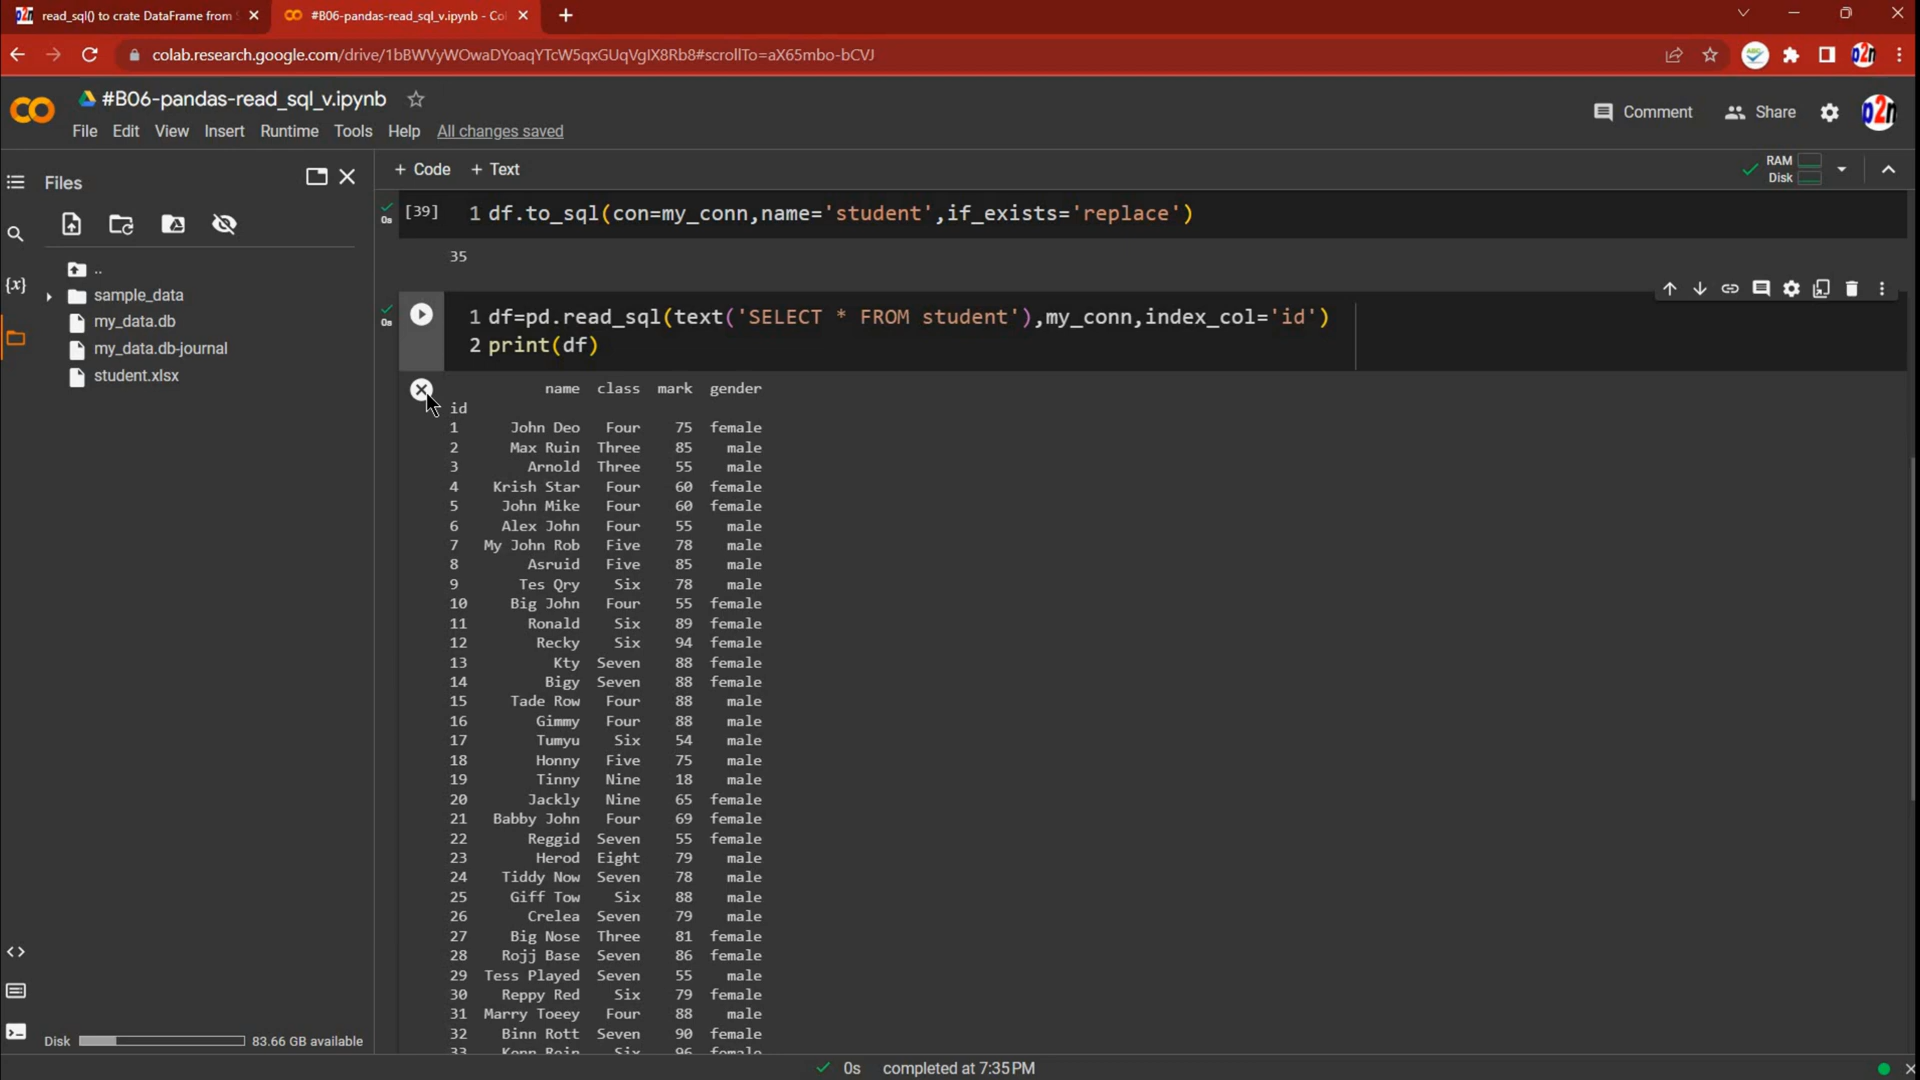 read_sql() to crate DataFrame from
#B06-pandas-read_sql_v.ipynb - Co
colab.research.google.com/drive/1bBWVyWOwaDYoaqYTcW5qxGUqVgIX8Rb8#scrollTo=aX65mbo-bCVJ
#B06-pandas-read_sql_v.ipynb
Comment Share
File Edit View Insert Runtime Tools Help All changes saved
Files
+ Code + Text
RAM
Disk
..
sample_data
my_data.db
my_data.db-journal
student.xlsx
[39] 1 df.to_sql(con=my_conn,name='student',if_exists='replace')
0s
35
1 df=pd.read_sql(text('SELECT * FROM student'),my_conn,index_col='id')
0s
2 print(df)
name class mark gender
id
1 John Deo Four 75 female
2 Max Ruin Three 85 male
3 Arnold Three 55 male
4 Krish Star Four 60 female
5 John Mike Four 60 female
6 Alex John Four 55 male
7 My John Rob Five 78 male
8 Asruid Five 85 male
9 Tes Qry Six 78 male
10 Big John Four 55 female
11 Ronald Six 89 female
12 Recky Six 94 female
13 Kty Seven 88 female
14 Bigy Seven 88 female
15 Tade Row Four 88 male
16 Gimmy Four 88 male
17 Tumyu Six 54 male
18 Honny Five 75 male
19 Tinny Nine 18 male
20 Jackly Nine 65 female
21 Babby John Four 69 female
22 Reggid Seven 55 female
23 Herod Eight 79 male
24 Tiddy Now Seven 78 male
25 Giff Tow Six 88 male
26 Crelea Seven 79 male
27 Big Nose Three 81 female
28 Rojj Base Seven 86 female
29 Tess Played Seven 55 male
30 Reppy Red Six 79 female
31 Marry Toeey Four 88 male
32 Binn Rott Seven 90 female
33 Kenn Rein Six 96 female
Disk 83.66 GB available
0s completed at 7:35 PM